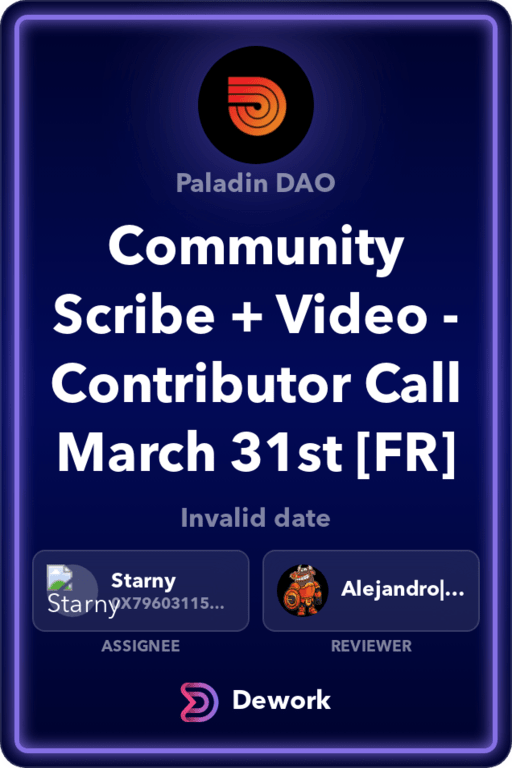 Paladin DAO
Community
Scribe + Video -
Contributor Call
March 31st [FR]
Invalid date
Starny
Starny
0X79603115...
ASSIGNEE
Alejandro|...
REVIEWER
Dework